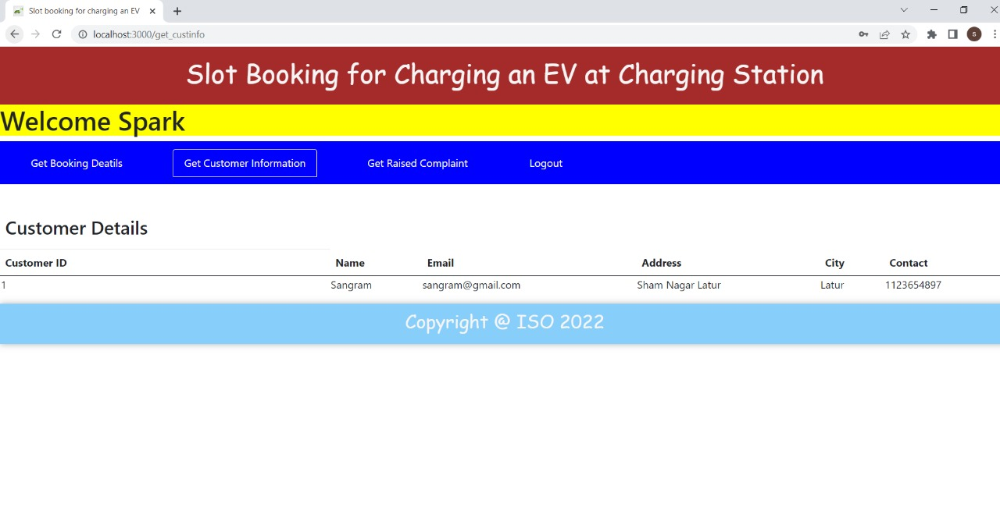 Slot booking for charging an EV
localhost:3000/get_custinfo
S
Slot Booking for Charging an EV at Charging Station
Welcome Spark
Get Booking Deatils Get Customer Information Get Raised Complaint Logout
Customer Details
Customer ID Name Email Address City Contact
1 Sangram sangram@gmail.com Sham Nagar Latur Latur 1123654897
Copyright @ ISO 2022